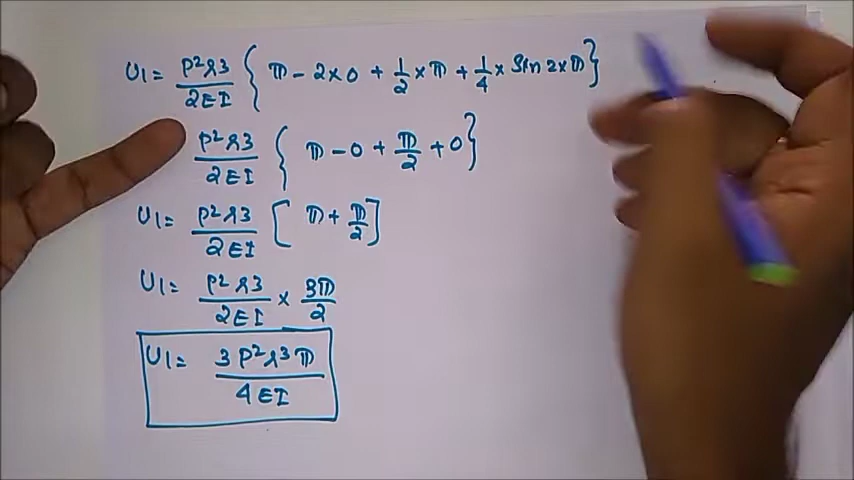 U1 = P²r3/2EI { π - 2×0 + 1/2 × π + 1/4 × Sin 2×π }
P²r3/2EI { π - 0 + π/2 + 0 }
U1 = P²r3/2EI [ π + π/2 ]
U1 = P²r3/2EI × 3π/2
U1 = 3P²r³π/4EI